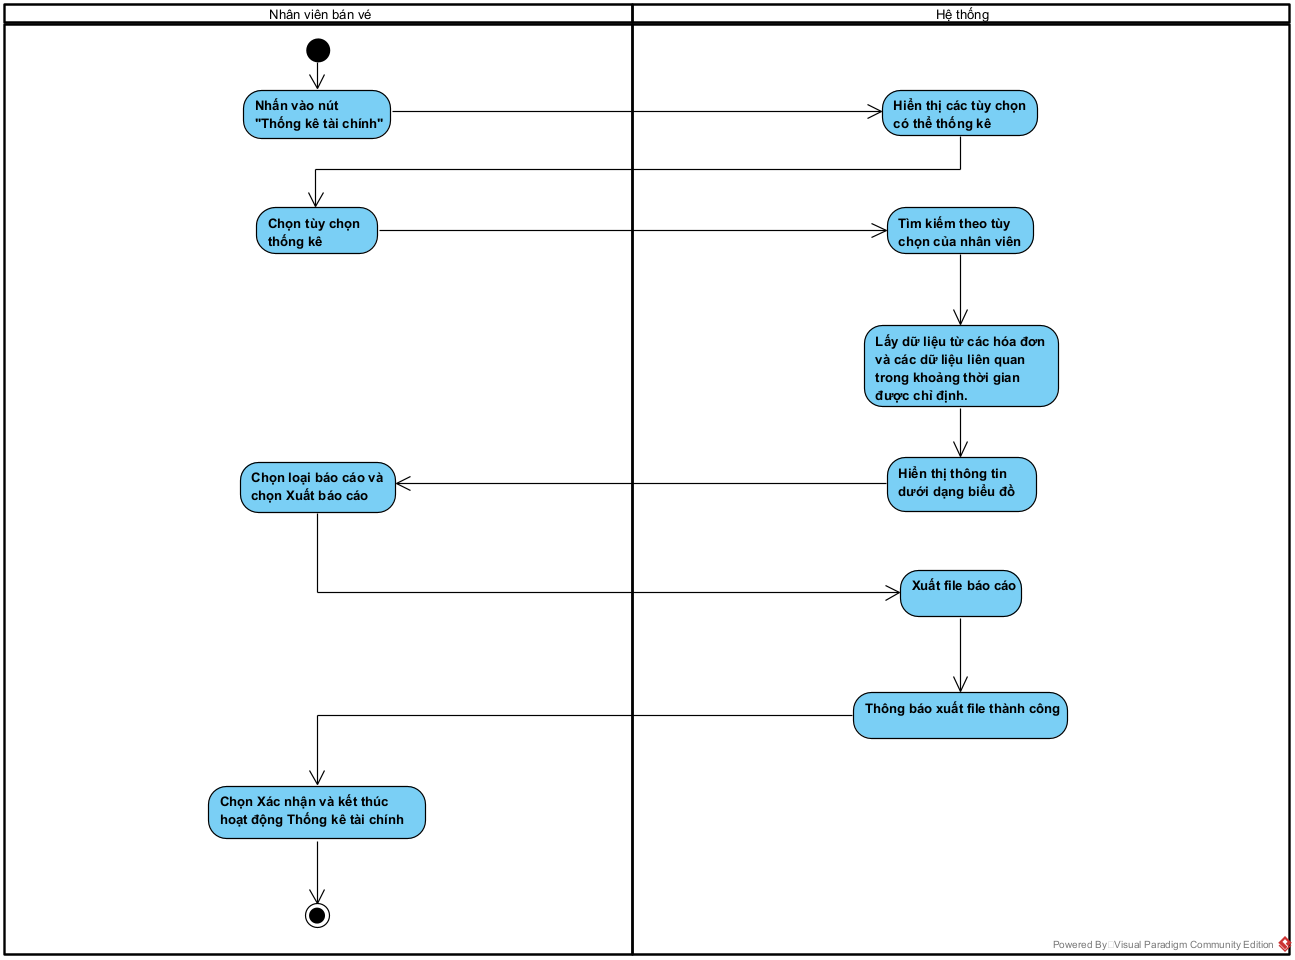 Nhân viên bán vé
Hệ thống
Nhấn vào nút
"Thống kê tài chính"
Hiển thị các tùy chọn
có thể thống kê
Chọn tùy chọn
thống kê
Tìm kiếm theo tùy
chọn của nhân viên
Lấy dữ liệu từ các hóa đơn
và các dữ liệu liên quan
trong khoảng thời gian
được chỉ định.
Hiển thị thông tin
dưới dạng biểu đồ
Chọn loại báo cáo và
chọn Xuất báo cáo
Xuất file báo cáo
Thông báo xuất file thành công
Chọn Xác nhận và kết thúc
hoạt động Thống kê tài chính
Powered By Visual Paradigm Community Edition